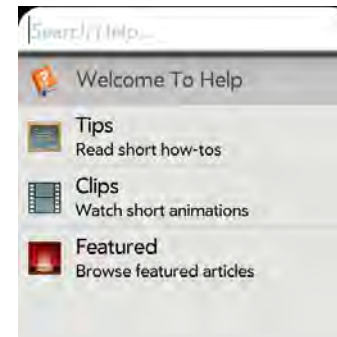 Search Help...
Welcome To Help
Tips
Read short how-tos
Clips
Watch short animations
Featured
Browse featured articles